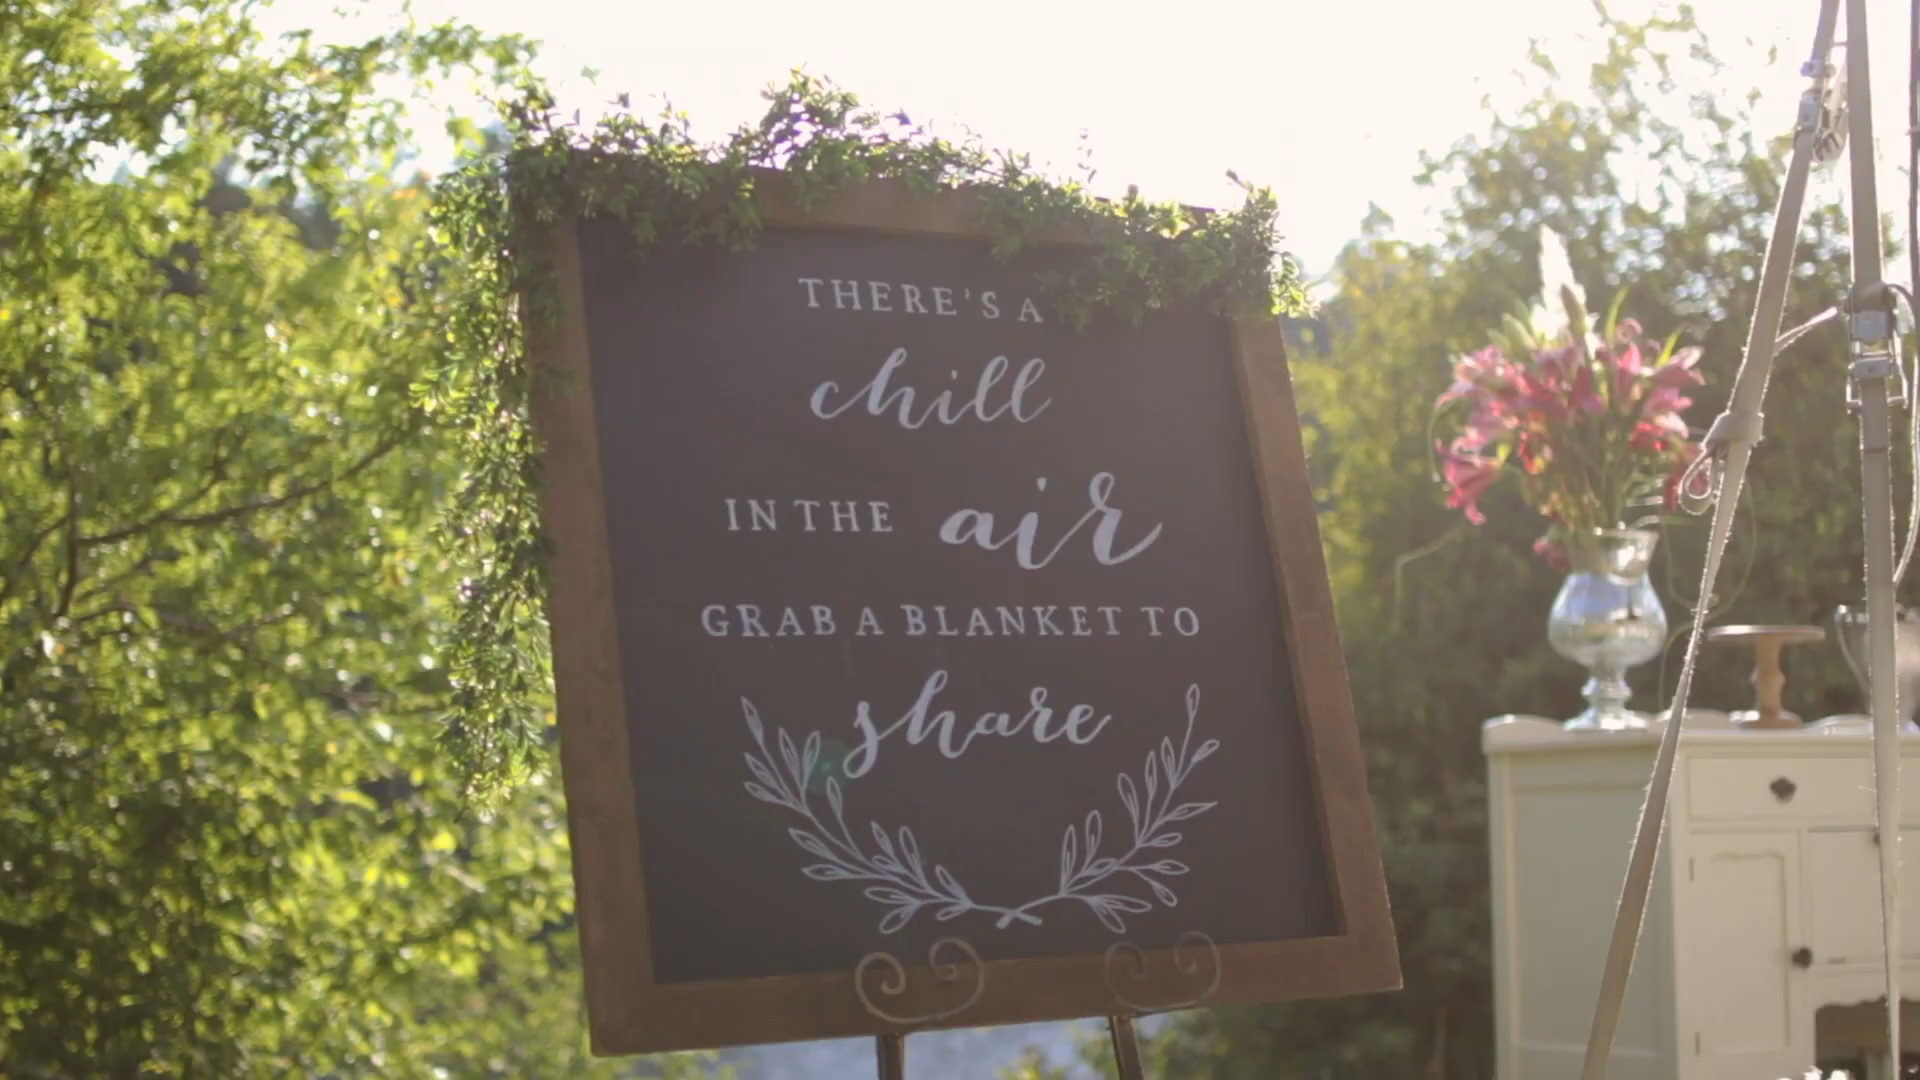 THERE'S A
chill
IN THE air
GRAB A BLANKET TO
share